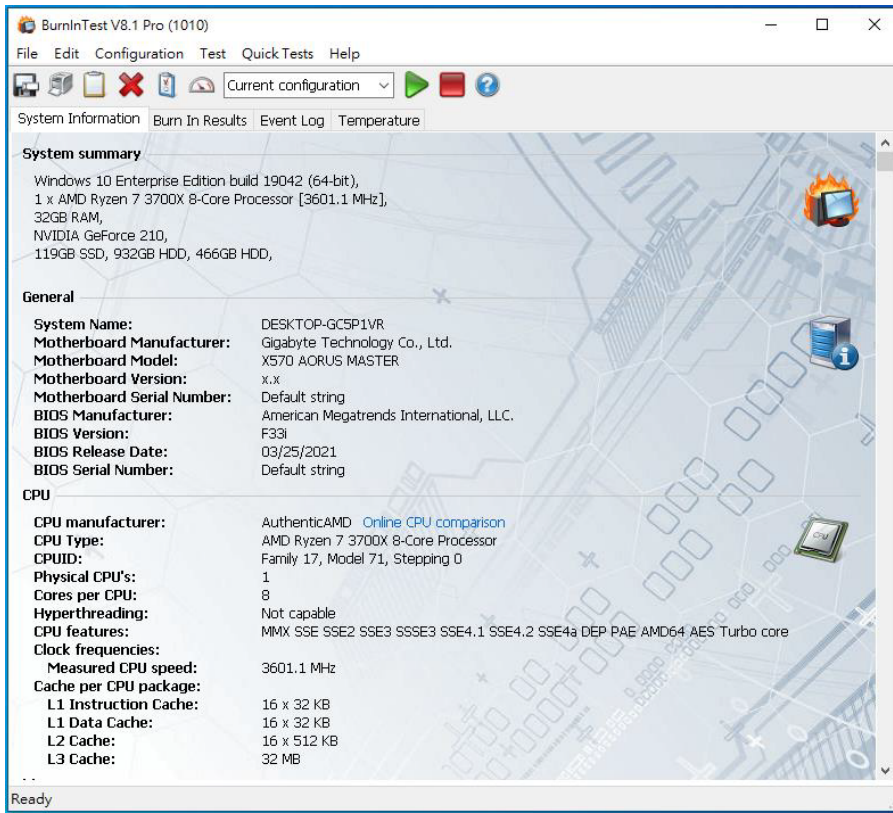 BurnInTest V8.1 Pro (1010)
File Edit Configuration Test Quick Tests Help
Current configuration
System Information Burn In Results Event Log Temperature
System summary
Windows 10 Enterprise Edition build 19042 (64-bit),
1 x AMD Ryzen 7 3700X 8-Core Processor [3601.1 MHz],
32GB RAM,
NVIDIA GeForce 210,
119GB SSD, 932GB HDD, 466GB HDD,
General
System Name: DESKTOP-GC5P1VR
Motherboard Manufacturer: Gigabyte Technology Co., Ltd.
Motherboard Model: X570 AORUS MASTER
Motherboard Version: x.x
Motherboard Serial Number: Default string
BIOS Manufacturer: American Megatrends International, LLC.
BIOS Version: F33i
BIOS Release Date: 03/25/2021
BIOS Serial Number: Default string
CPU
CPU manufacturer: AuthenticAMD Online CPU comparison
CPU Type: AMD Ryzen 7 3700X 8-Core Processor
CPUID: Family 17, Model 71, Stepping 0
Physical CPU's: 1
Cores per CPU: 8
Hyperthreading: Not capable
CPU features: MMX SSE SSE2 SSE3 SSSE3 SSE4.1 SSE4.2 SSE4a DEP PAE AMD64 AES Turbo core
Clock frequencies:
Measured CPU speed: 3601.1 MHz
Cache per CPU package:
L1 Instruction Cache: 16 x 32 KB
L1 Data Cache: 16 x 32 KB
L2 Cache: 16 x 512 KB
L3 Cache: 32 MB
Ready